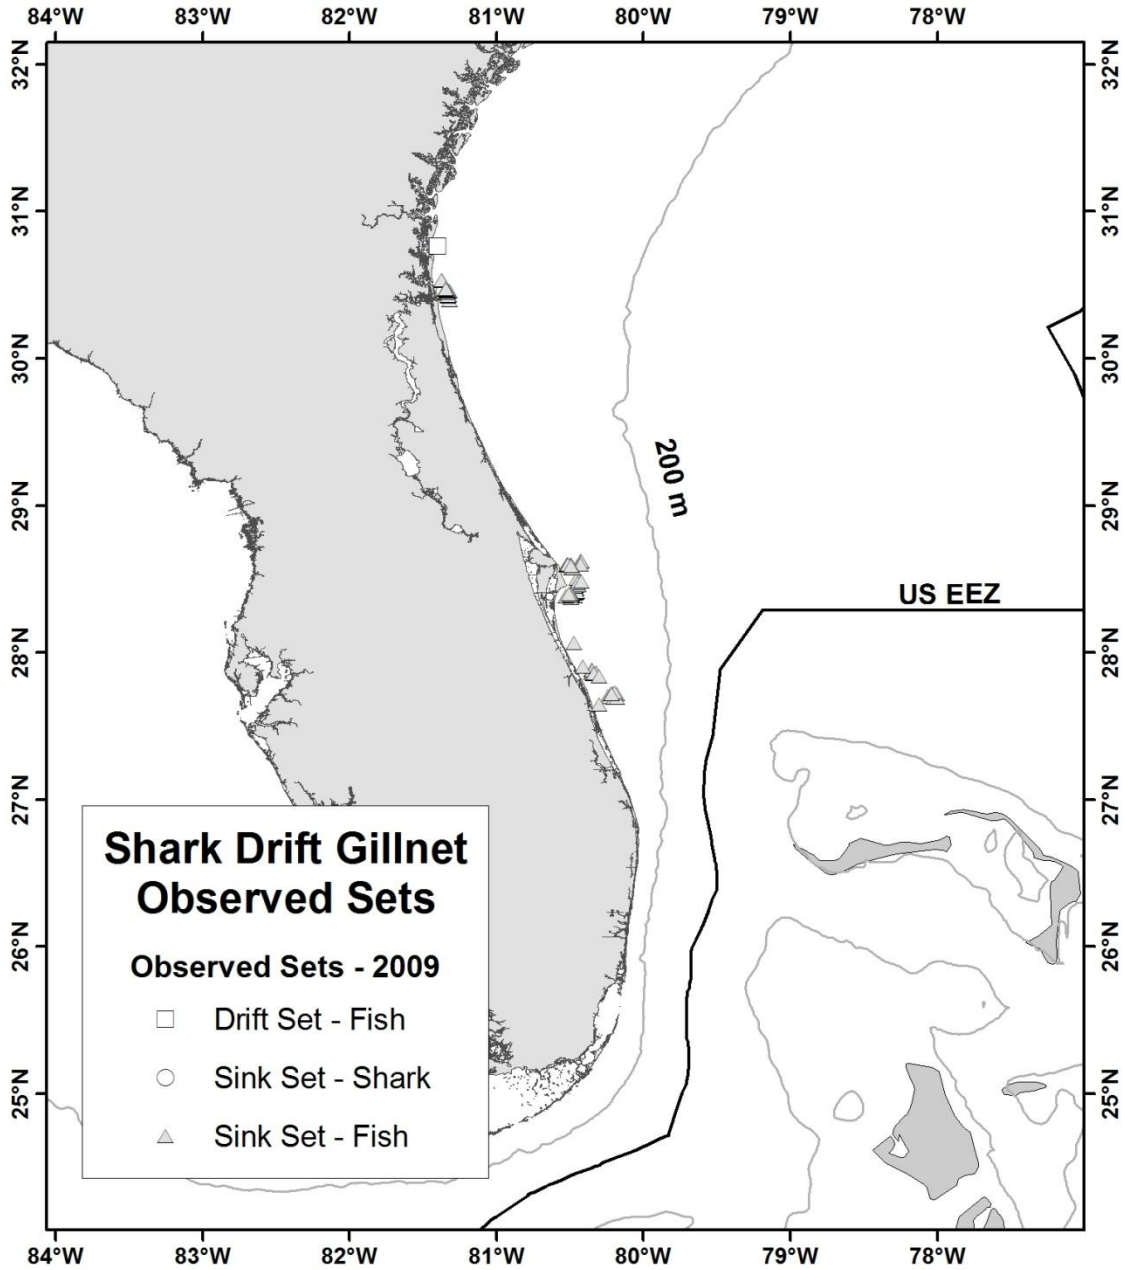 84°W 83°W 82°W 81°W 80°W 79°W 78°W
32°N 32°N
31°N 31°N
30°N 30°N
200 m
29°N 29°N
US EEZ
28°N 28°N
27°N 27°N
Shark Drift Gillnet
Observed Sets
26°N 26°N
Observed Sets - 2009
Drift Set - Fish
Sink Set - Shark
25°N 25°N
Sink Set - Fish
84°W 83°W 82°W 81°W 80°W 79°W 78°W